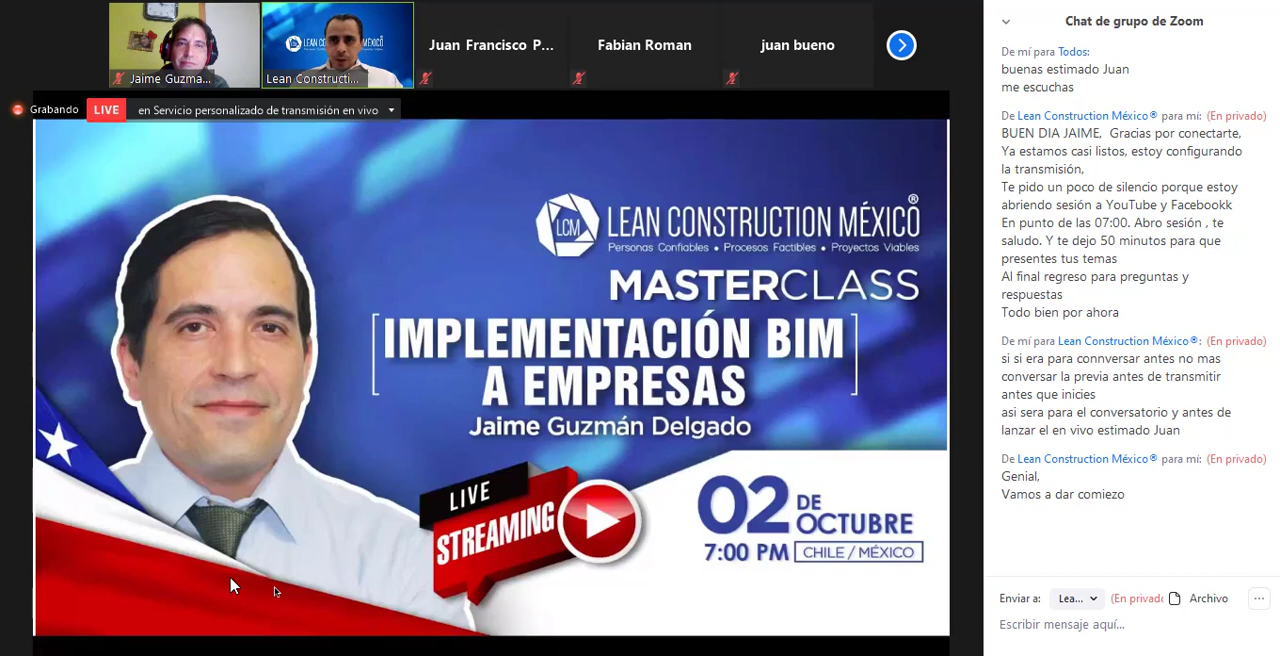 Jaime Guzma...
LEAN CONSTRUCTION MÉXICO
Lean Constructi...
Juan Francisco P...
Fabian Roman
juan bueno
Grabando
LIVE
en Servicio personalizado de transmisión en vivo
LCM
LEAN CONSTRUCTION MÉXICO®
Personas Confiables • Procesos Factibles • Proyectos Viables
MASTERCLASS
IMPLEMENTACIÓN BIM
A EMPRESAS
Jaime Guzmán Delgado
LIVE
STREAMING
02 DE
OCTUBRE
7:00 PM CHILE / MÉXICO
Chat de grupo de Zoom
De mí para Todos:
buenas estimado Juan
me escuchas
De Lean Construction México® para mí: (En privado)
BUEN DIA JAIME, Gracias por conectarte,
Ya estamos casi listos, estoy configurando
la transmisión,
Te pido un poco de silencio porque estoy
abriendo sesión a YouTube y Facebookk
En punto de las 07:00. Abro sesión , te
saludo. Y te dejo 50 minutos para que
presentes tus temas
Al final regreso para preguntas y
respuestas
Todo bien por ahora
De mí para Lean Construction México®: (En privado)
si si era para connversar antes no mas
conversar la previa antes de transmitir
antes que inicies
asi sera para el conversatorio y antes de
lanzar el en vivo estimado Juan
De Lean Construction México® para mí: (En privado)
Genial,
Vamos a dar comiezo
Enviar a: Lea... (En privado Archivo ...
Escribir mensaje aquí...